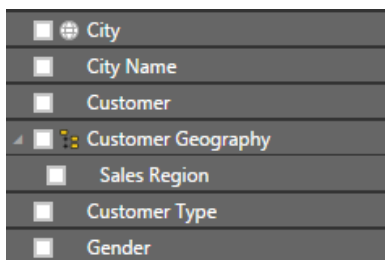 City
City Name
Customer
Customer Geography
Sales Region
Customer Type
Gender